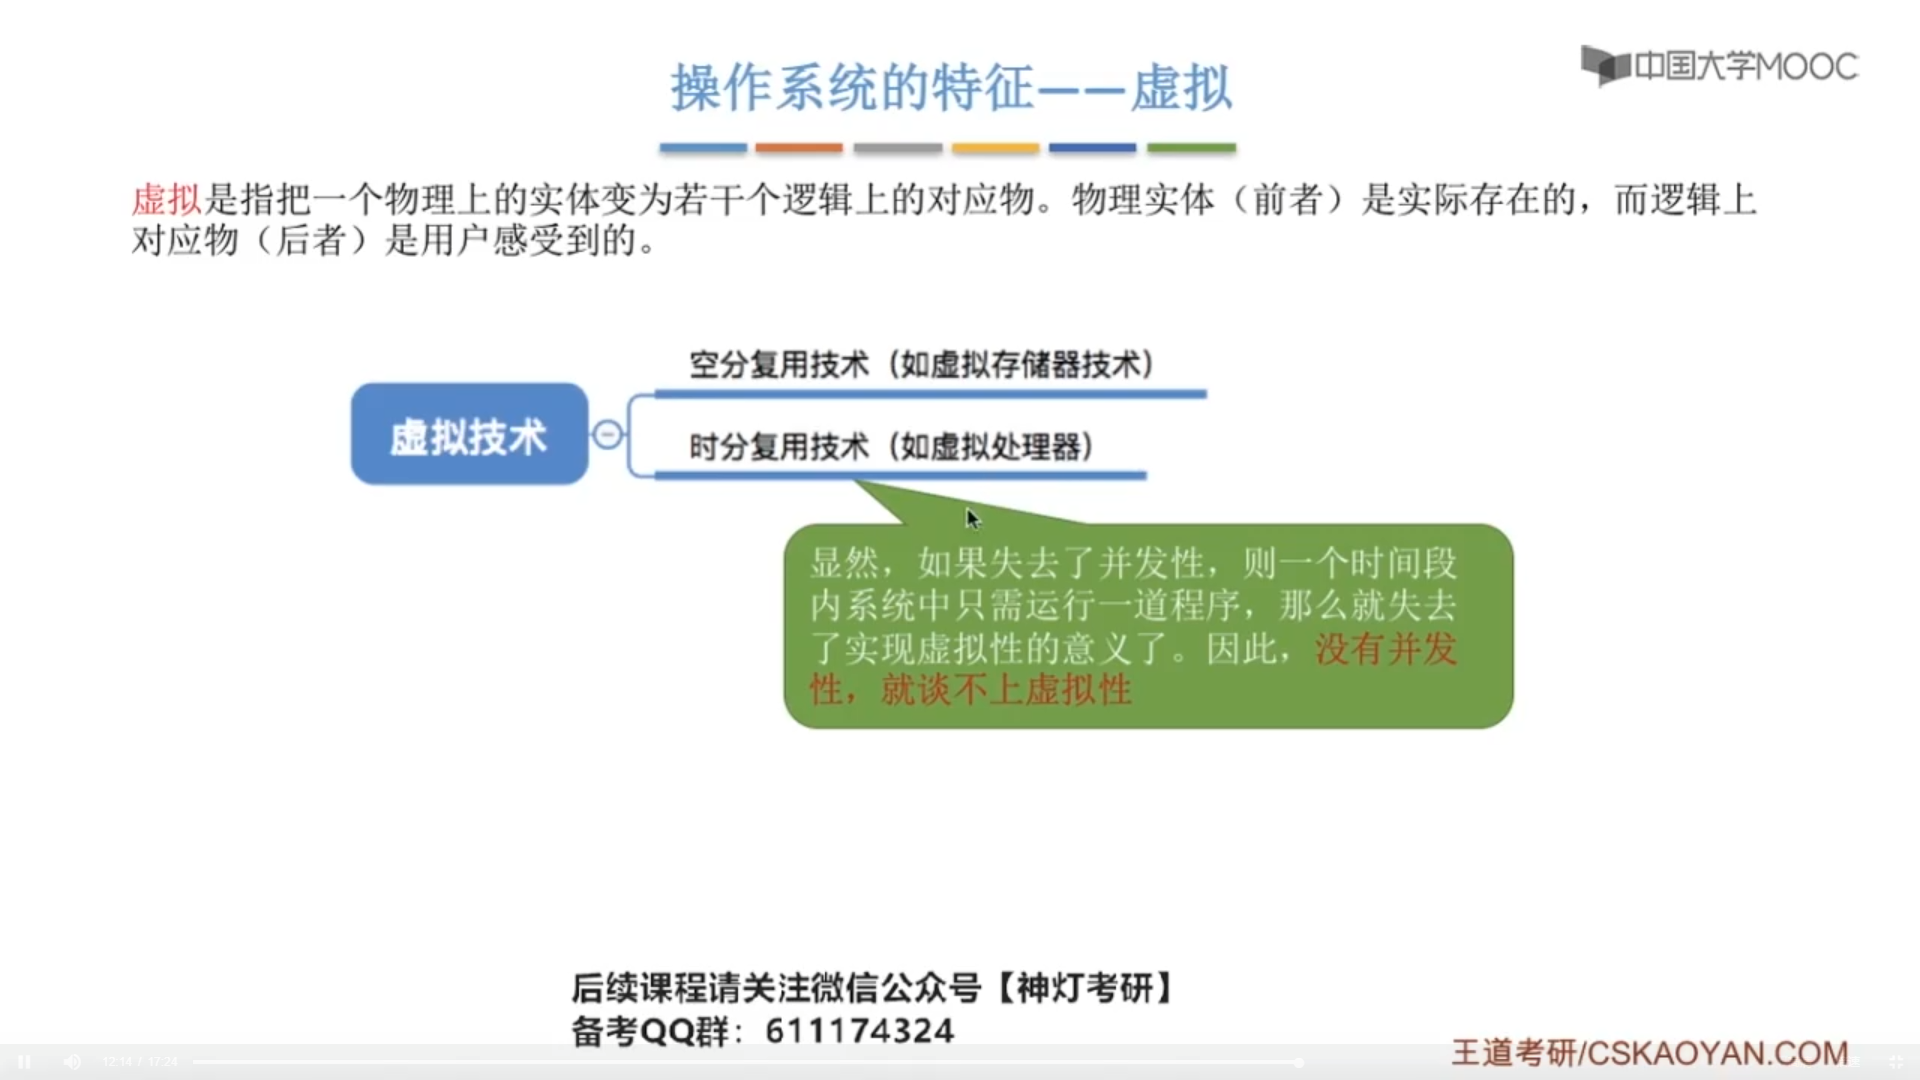 操作系统的特征——虚拟
中国大学MOOC
虚拟是指把一个物理上的实体变为若干个逻辑上的对应物。物理实体（前者）是实际存在的，而逻辑上
对应物（后者）是用户感受到的。
空分复用技术（如虚拟存储器技术）
虚拟技术
时分复用技术（如虚拟处理器）
显然，如果失去了并发性，则一个时间段
内系统中只需运行一道程序，那么就失去
了实现虚拟性的意义了。因此，没有并发
性，就谈不上虚拟性
后续课程请关注微信公众号【神灯考研】
备考QQ群：611174324
王道考研/CSKAOYAN.COM
12:14 / 17:24